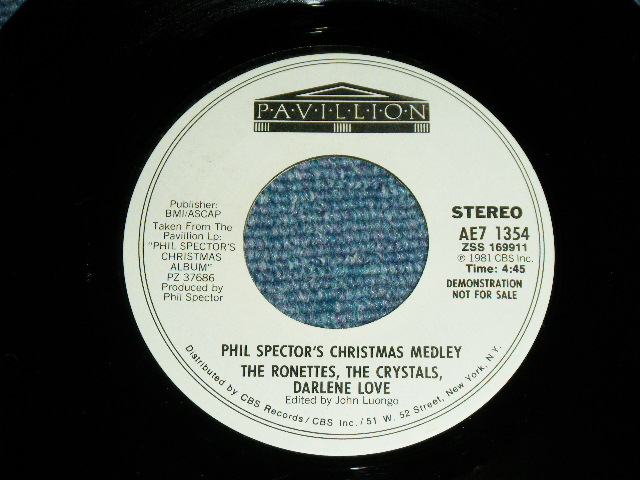 P·A·V·I·L·L·I·O·N
Publisher:
BMI/ASCAP
Taken From The
Pavillion Lp:
"PHIL SPECTOR'S
CHRISTMAS
ALBUM"
PZ 37686
Produced by
Phil Spector
STEREO
AE7 1354
ZSS 169911
℗ 1981 CBS Inc.
Time: 4:45
DEMONSTRATION
NOT FOR SALE
PHIL SPECTOR'S CHRISTMAS MEDLEY
THE RONETTES, THE CRYSTALS,
DARLENE LOVE
Edited by John Luongo
Distributed by CBS Records/CBS Inc./51 W. 52 Street, New York, N.Y.